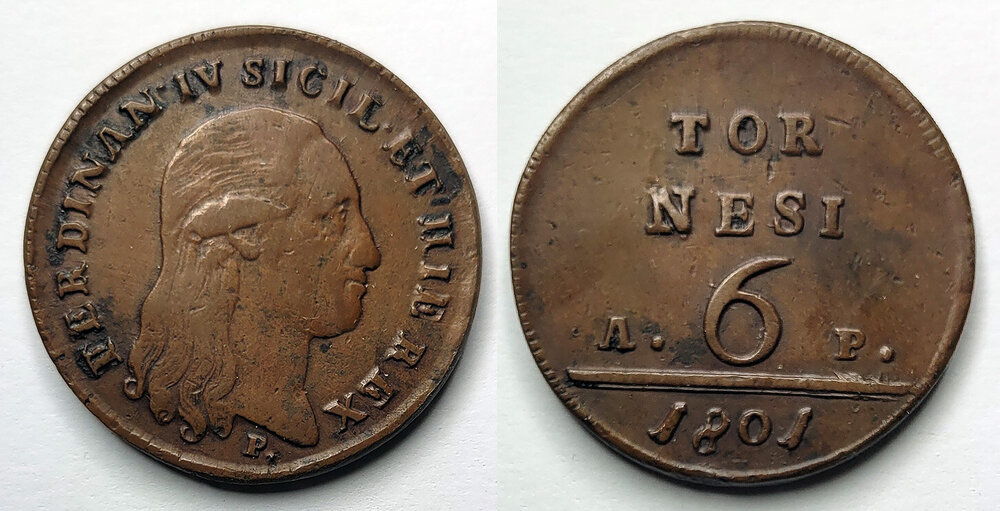 FERDINAN·IV SICIL·ET HIE REX
P.
TOR
NESI
A. 6 P.
1801